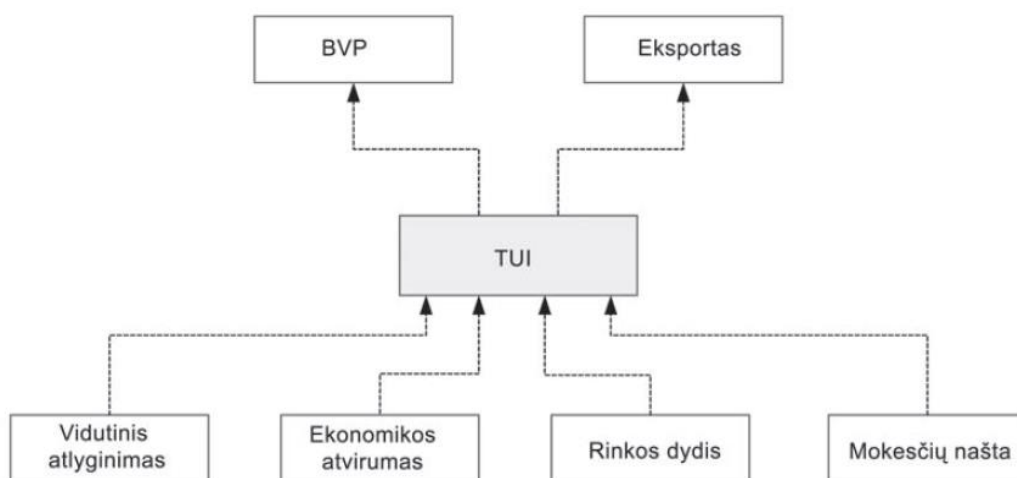 BVP
Eksportas
TUI
Vidutinis
atlyginimas
Ekonomikos
atvirumas
Rinkos dydis
Mokesčių našta